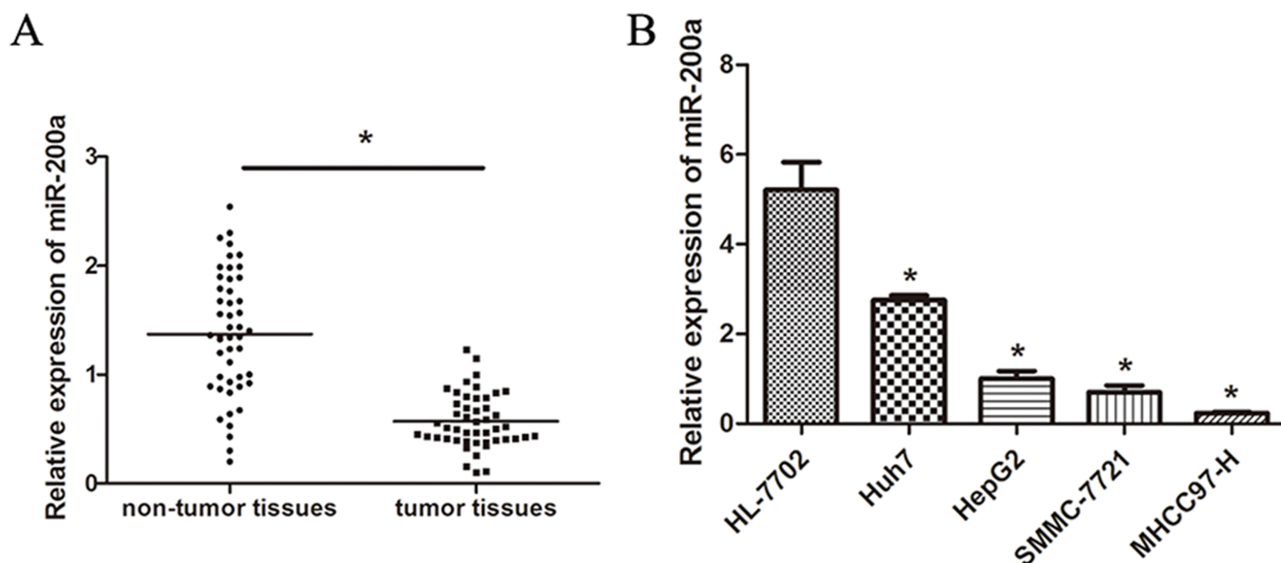 A
Relative expression of miR-200a
3
2
1
0
*
non-tumor tissues
tumor tissues
B
Relative expression of miR-200a
8
6
4
2
0
*
*
*
*
HL-7702
Huh7
HepG2
SMMC-7721
MHCC97-H